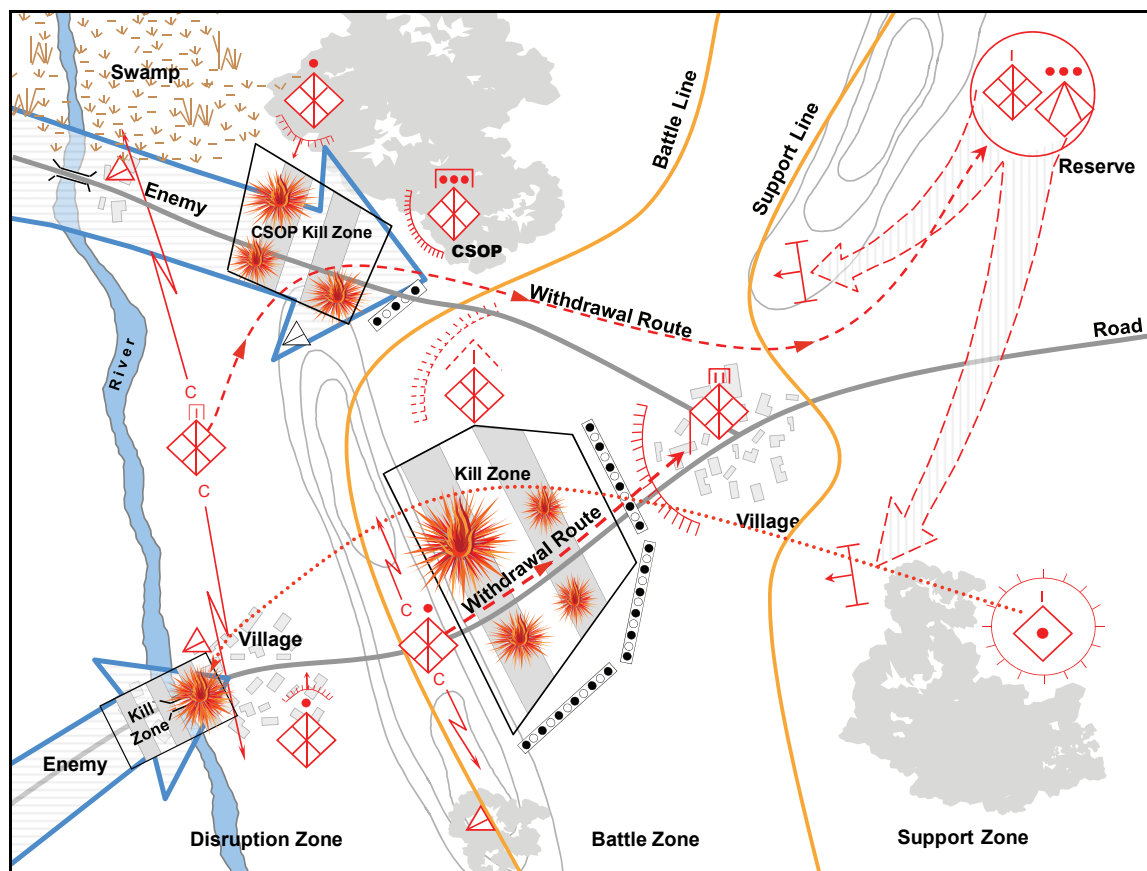 Swamp
Enemy
CSOP Kill Zone
CSOP
Battle Line
Support Line
Reserve
Withdrawal Route
Road
River
C
C
Kill Zone
Village
Withdrawal Route
C
C
Village
Kill
Zone
Enemy
Disruption Zone
Battle Zone
Support Zone